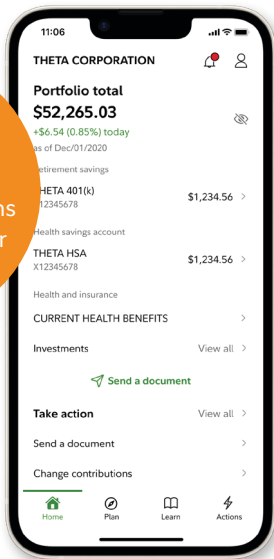 11:06
THETA CORPORATION
Portfolio total
$52,265.03
+$6.54 (0.85%) today
as of Dec/01/2020
etirement savings
HETA 401(k)
12345678
$1,234.56
ns
r
Health savings account
THETA HSA
X12345678
$1,234.56
Health and insurance
CURRENT HEALTH BENEFITS
Investments View all
Send a document
Take action View all
Send a document
Change contributions
Home Plan Learn Actions